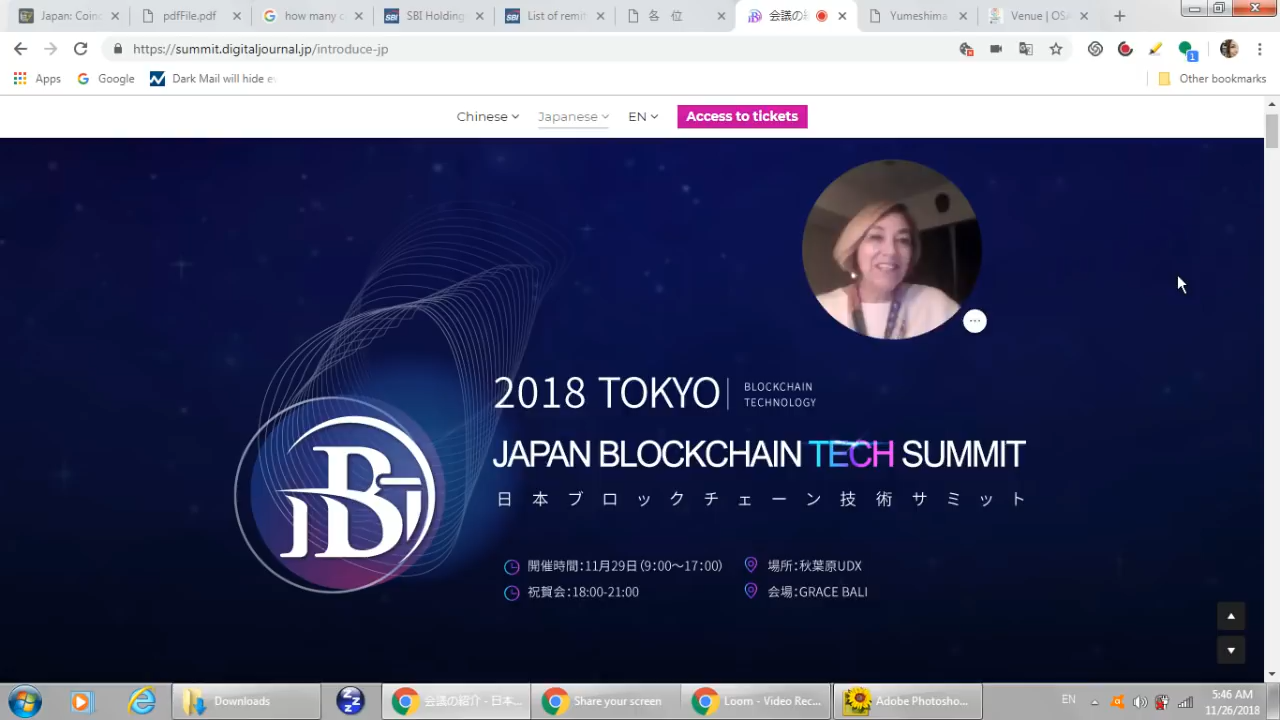 Japan: Coinc
pdfFile.pdf
how many c
SBI Holding
List of remit
各 位
会議の紹
Yumeshima
Venue | OSA
https://summit.digitaljournal.jp/introduce-jp
1
Apps
Google
Dark Mail will hide e
Other bookmarks
Chinese
Japanese
EN
Access to tickets
2018 TOKYO
BLOCKCHAIN
TECHNOLOGY
JAPAN BLOCKCHAIN TECH SUMMIT
日本ブロックチェーン技術サミット
開催時間:11月29日(9:00〜17:00)
場所:秋葉原UDX
祝賀会:18:00-21:00
会場:GRACE BALI
Downloads
会議の紹介 - 日本...
Share your screen
Loom - Video Rec...
Adobe Photosho...
EN
5:46 AM
11/26/2018